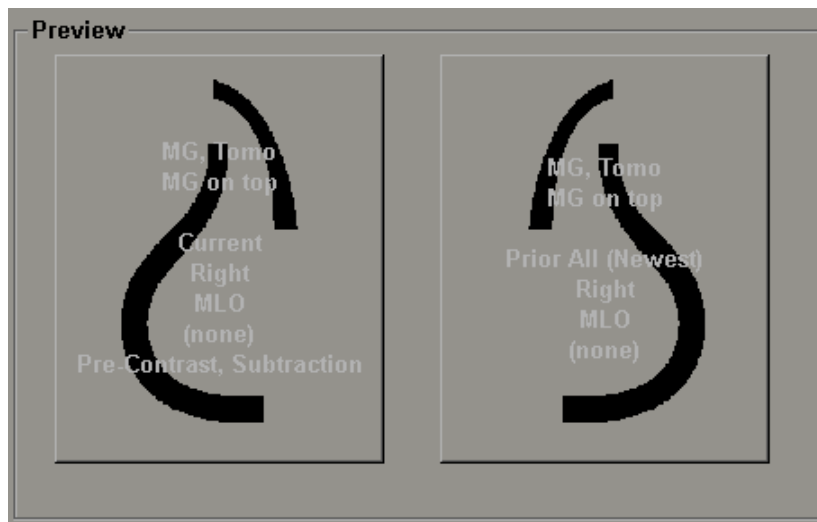 Preview
MG, Tomo
MG on top
Current
Right
MLO
(none)
Pre-Contrast, Subtraction
MG, Tomo
MG on top
Prior All (Newest)
Right
MLO
(none)